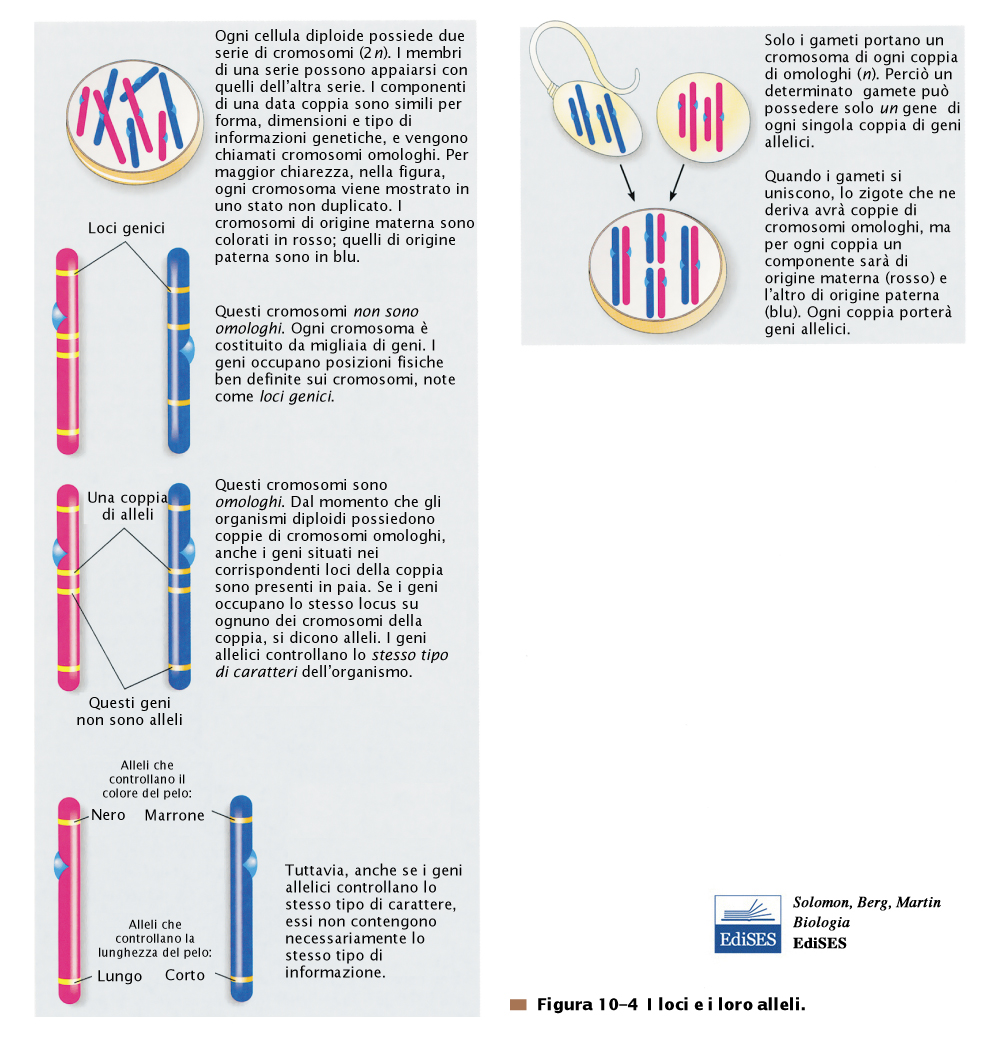 Ogni cellula diploide possiede due
serie di cromosomi (2n). I membri
di una serie possono appaiarsi con
quelli dell'altra serie. I componenti
di una data coppia sono simili per
forma, dimensioni e tipo di
informazioni genetiche, e vengono
chiamati cromosomi omologhi. Per
maggior chiarezza, nella figura,
ogni cromosoma viene mostrato in
uno stato non duplicato. I
cromosomi di origine materna sono
colorati in rosso; quelli di origine
paterna sono in blu.
Loci genici
Questi cromosomi non sono
omologhi. Ogni cromosoma è
costituito da migliaia di geni. I
geni occupano posizioni fisiche
ben definite sui cromosomi, note
come loci genici.
Una coppia
di alleli
Questi cromosomi sono
omologhi. Dal momento che gli
organismi diploidi possiedono
coppie di cromosomi omologhi,
anche i geni situati nei
corrispondenti loci della coppia
sono presenti in paia. Se i geni
occupano lo stesso locus su
ognuno dei cromosomi della
coppia, si dicono alleli. I geni
allelici controllano lo stesso tipo
di caratteri dell'organismo.
Questi geni
non sono alleli
Alleli che
controllano il
colore del pelo:
Nero Marrone
Alleli che
controllano la
lunghezza del pelo:
Lungo Corto
Tuttavia, anche se i geni
allelici controllano lo
stesso tipo di carattere,
essi non contengono
necessariamente lo
stesso tipo di
informazione.
Solo i gameti portano un
cromosoma di ogni coppia
di omologhi (n). Perciò un
determinato gamete può
possedere solo un gene di
ogni singola coppia di geni
allelici.
Quando i gameti si
uniscono, lo zigote che ne
deriva avrà coppie di
cromosomi omologhi, ma
per ogni coppia un
componente sarà di
origine materna (rosso) e
l'altro di origine paterna
(blu). Ogni coppia porterà
geni allelici.
EdiSES
Solomon, Berg, Martin
Biologia
EdiSES
Figura 10–4 I loci e i loro alleli.